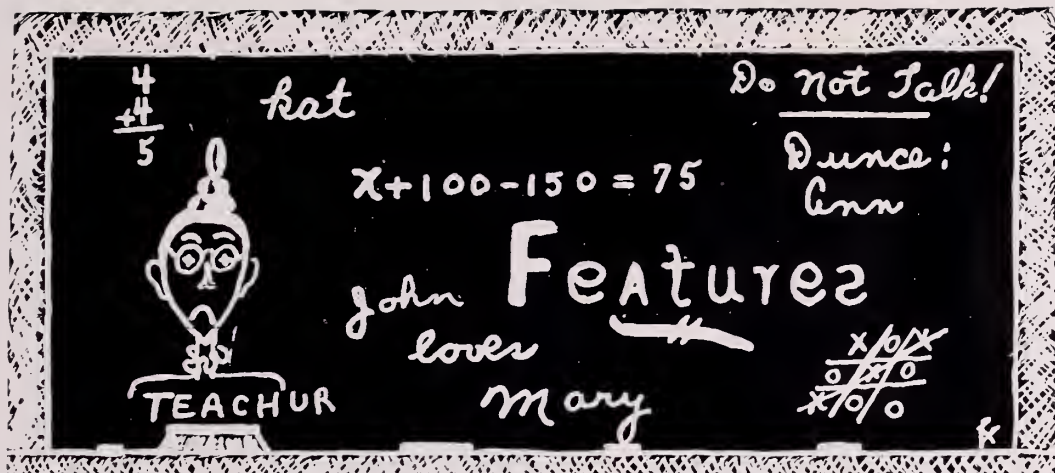 4
+4
5
kat
Do Not Talk!
Dunce:
Ann
X+100-150=75
FeAtures
John
loves
Mary
TEACHUR
X O X
O X O
X O O